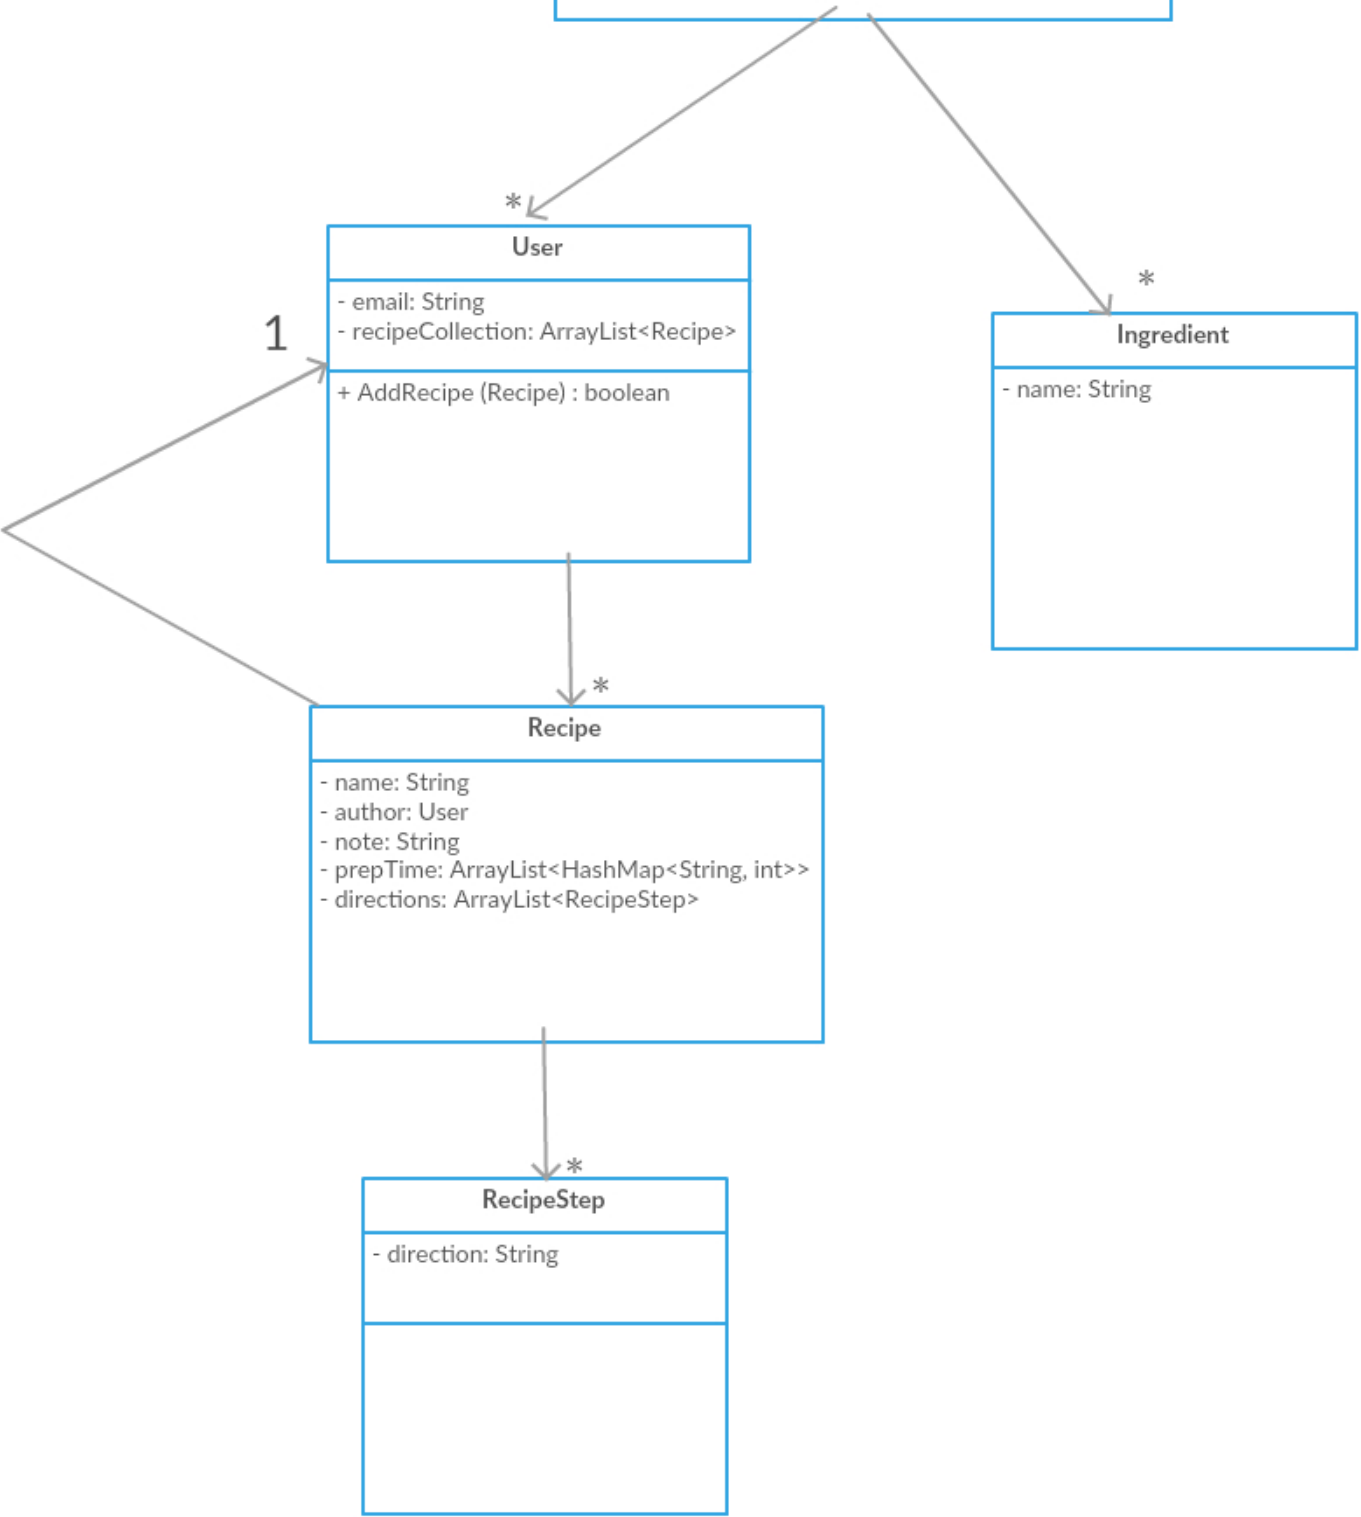 *
User
- email: String
- recipeCollection: ArrayList<Recipe>
+ AddRecipe (Recipe) : boolean
1
*
Ingredient
- name: String
*
Recipe
- name: String
- author: User
- note: String
- prepTime: ArrayList<HashMap<String, int>>
- directions: ArrayList<RecipeStep>
*
RecipeStep
- direction: String